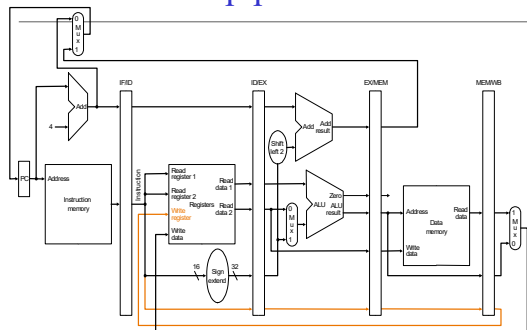 0
M
u
x
1
IF/ID
ID/EX
EX/MEM
MEM/WB
Add
4
Add
Add
result
Shift
left 2
PC
Address
Instruction
memory
Instruction
Read
register 1
Read
register 2
Registers
Write
register
Write
data
Read
data 1
Read
data 2
0
M
u
x
1
Zero
ALU
ALU
result
Address
Read
data
Data
memory
Write
data
1
M
u
x
0
16
Sign
extend
32